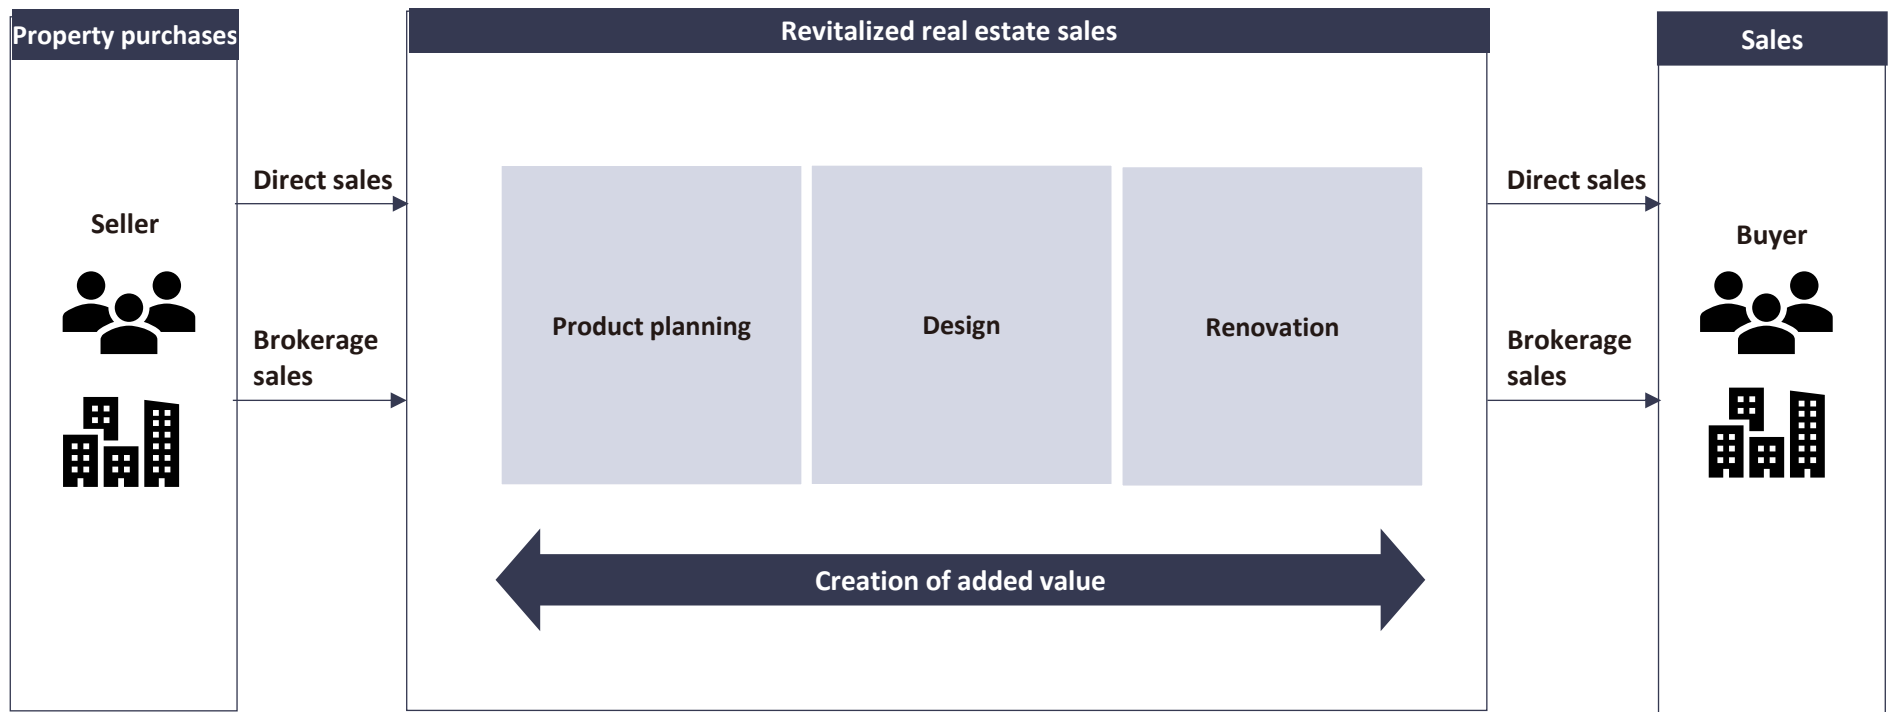 Property purchases
Revitalized real estate sales
Sales
Direct sales
Seller
Brokerage
sales
Product planning
Design
Renovation
Creation of added value
Direct sales
Brokerage
sales
Buyer